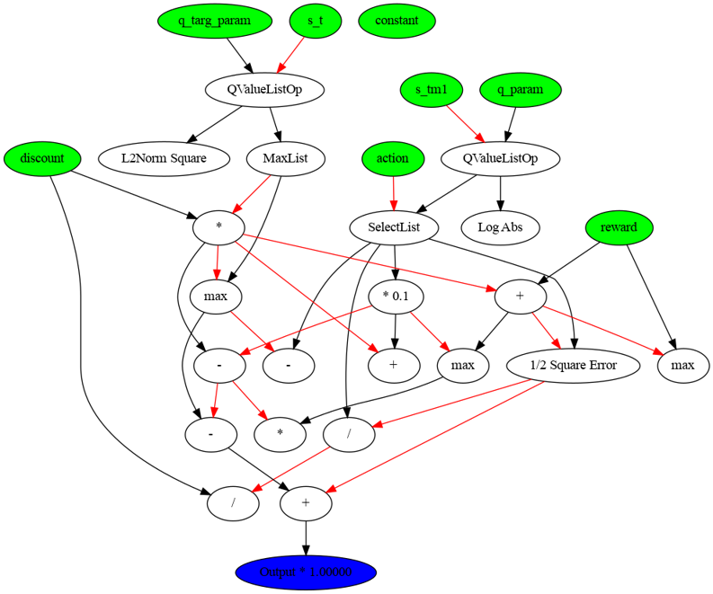 q_targ_param
s_t
constant
QValueListOp
s_tm1
q_param
discount
L2Norm Square
MaxList
action
QValueListOp
*
SelectList
Log Abs
reward
max
* 0.1
+
-
-
+
max
1/2 Square Error
max
-
*
/
/
+
Output * 1.00000